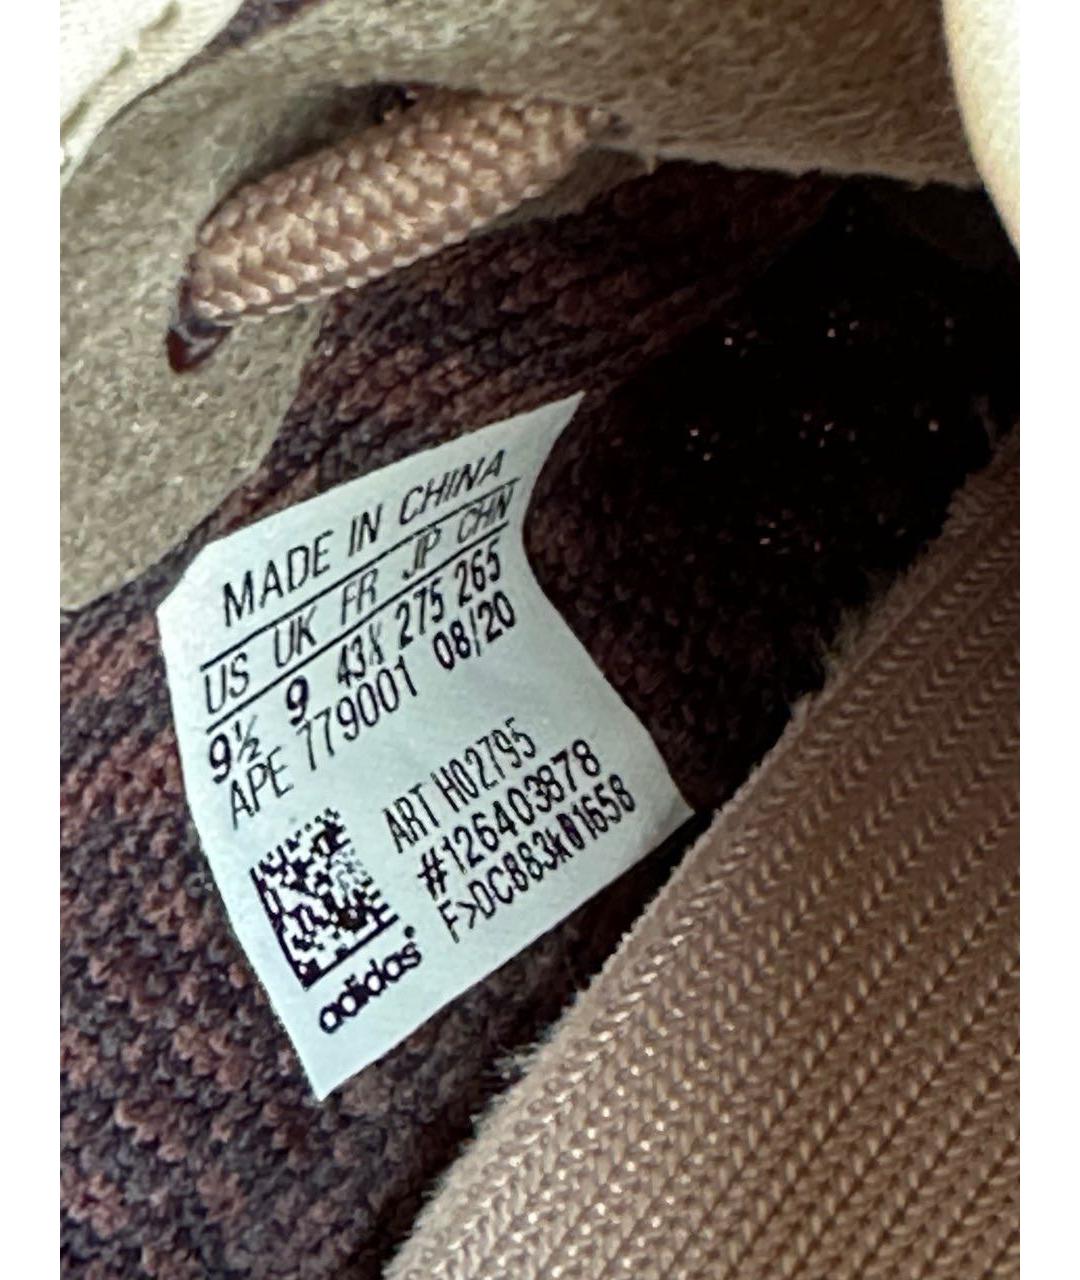 MADE IN CHINA
US UK FR JP CHN
9½ 9 43⅓ 275 265
APE 779001 08/20
ART H02795
#126403878
adidas